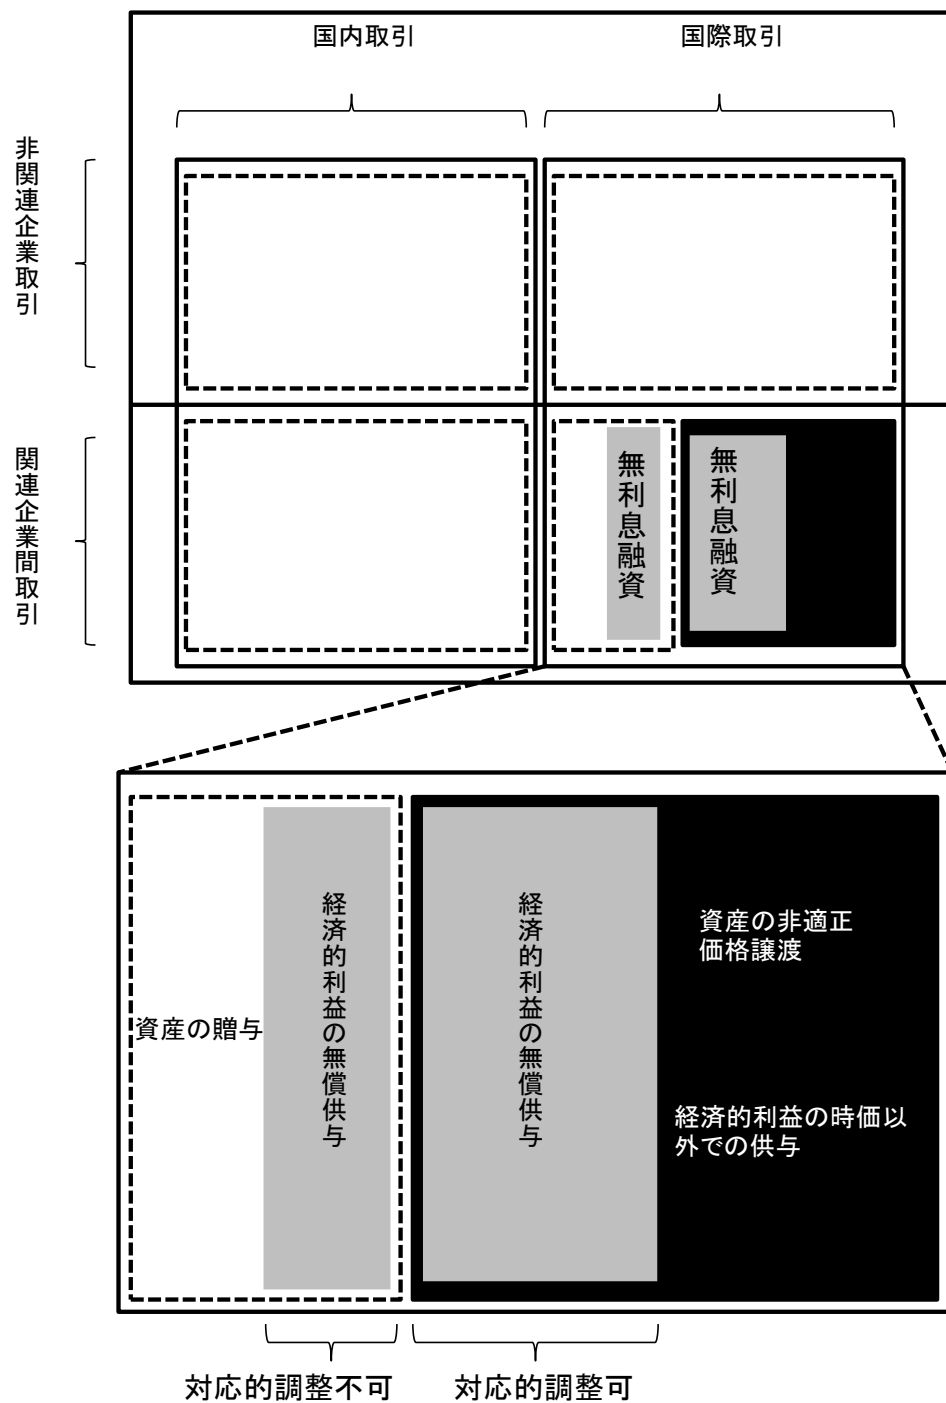 国内取引
国際取引
非関連企業取引
関連企業間取引
無利息融資
無利息融資
資産の贈与
経済的利益の無償供与
経済的利益の無償供与
資産の非適正
価格譲渡
経済的利益の時価以
外での供与
対応的調整不可
対応的調整可